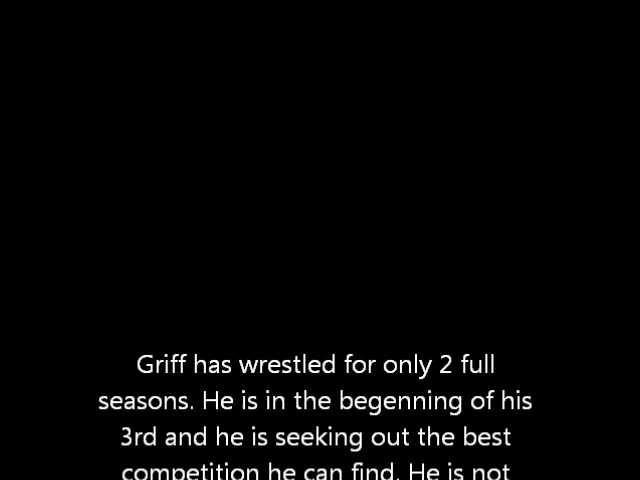 Griff has wrestled for only 2 full
seasons. He is in the begenning of his
3rd and he is seeking out the best
competition he can find. He is not